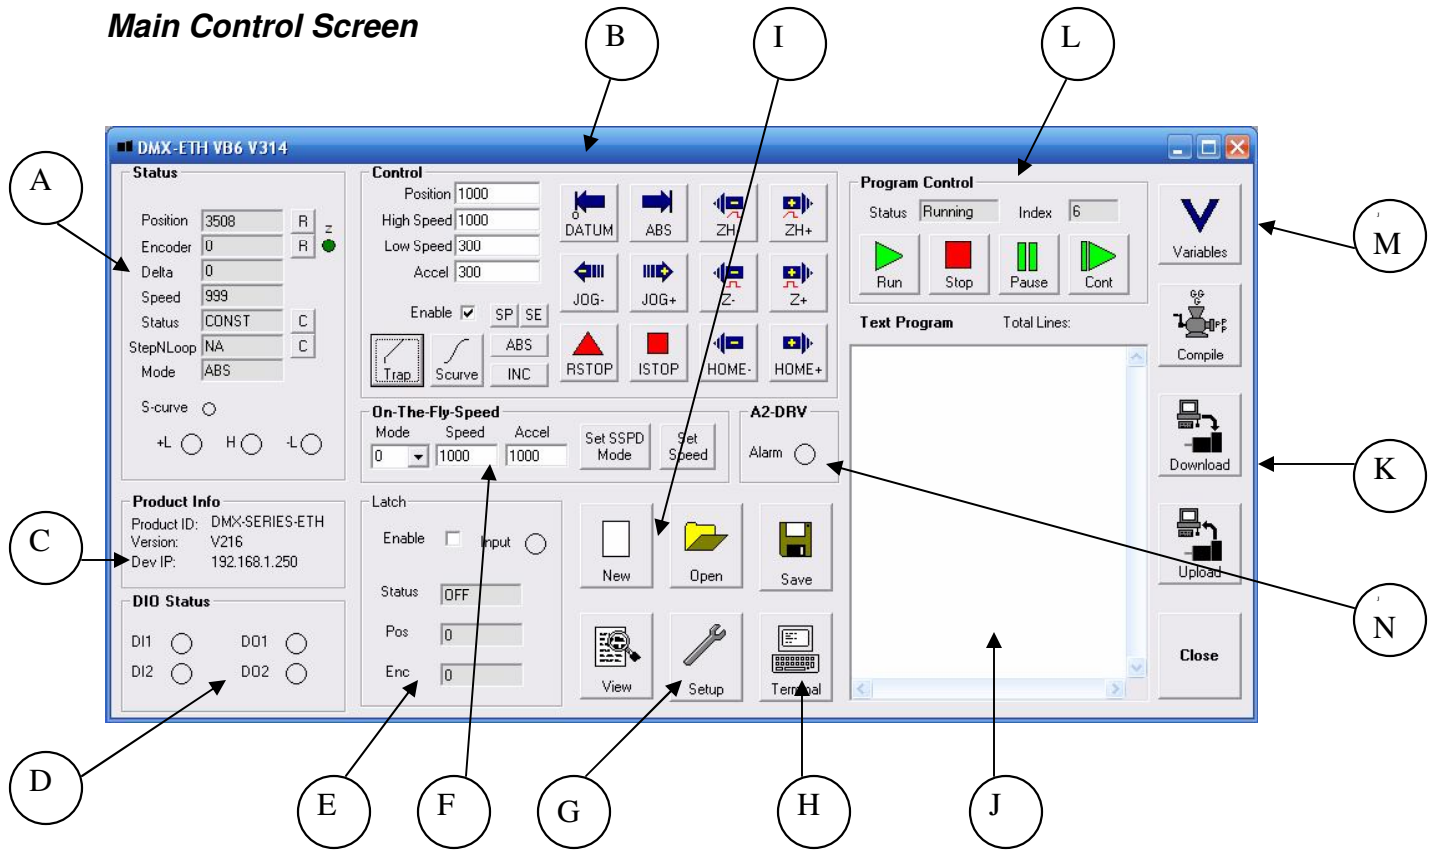 Main Control Screen
B
I
L
DMX-ETH VB6 V314
A
Status
Position 3508 R Z
Encoder 0 R
Delta 0
Speed 999
Status CONST C
StepNLoop NA C
Mode ABS
S-curve
+L H -L
Control
Position 1000
High Speed 1000
Low Speed 300
Accel 300
Enable SP SE
Trap Scurve ABS
INC
DATUM ABS ZH- ZH+
JOG- JOG+ Z- Z+
RSTOP ISTOP HOME- HOME+
Program Control
Status Running Index 6
Run Stop Pause Cont
Text Program Total Lines:
Variables
M
Compile
Download
K
Upload
Close
N
On-The-Fly-Speed
Mode Speed Accel
0 1000 1000
Set SSPD Mode
Set Speed
A2-DRV
Alarm
Product Info
Product ID: DMX-SERIES-ETH
Version: V216
Dev IP: 192.168.1.250
C
DIO Status
DI1 DO1
DI2 DO2
Latch
Enable Input
Status OFF
Pos 0
Enc 0
New Open Save
View Setup Terminal
D
E
F
G
H
J